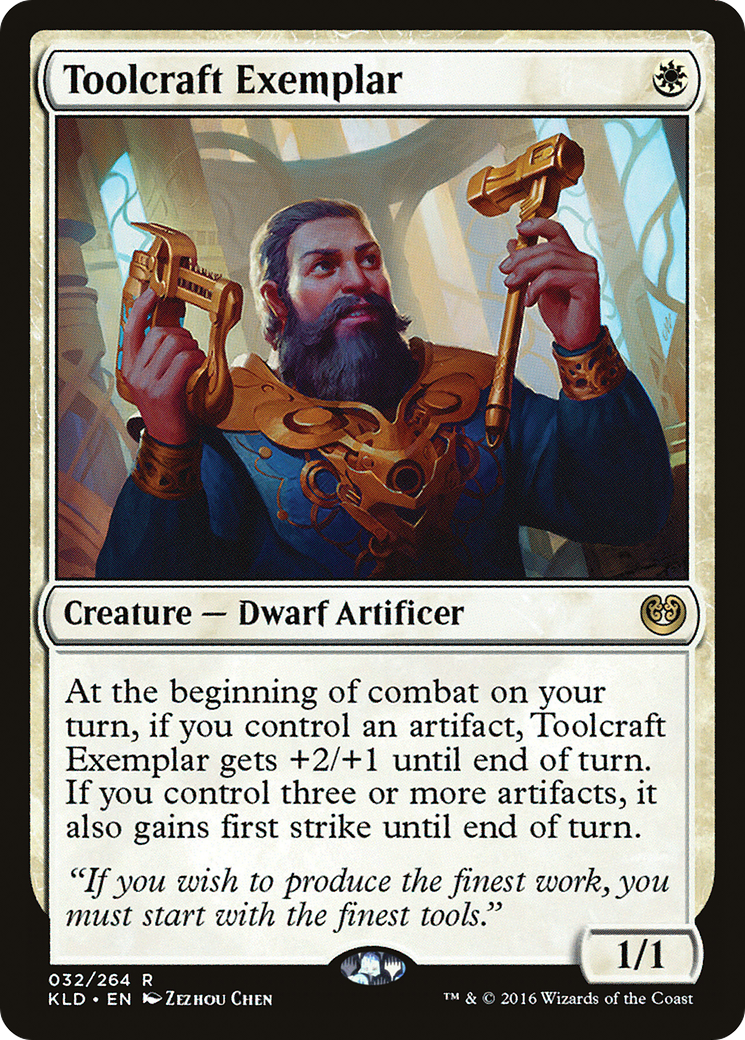 Toolcraft Exemplar
Creature — Dwarf Artificer
At the beginning of combat on your
turn, if you control an artifact, Toolcraft
Exemplar gets +2/+1 until end of turn.
If you control three or more artifacts, it
also gains first strike until end of turn.
“If you wish to produce the finest work, you
must start with the finest tools.”
1/1
032/264 R
KLD • EN Zezhou Chen
™ & © 2016 Wizards of the Coast